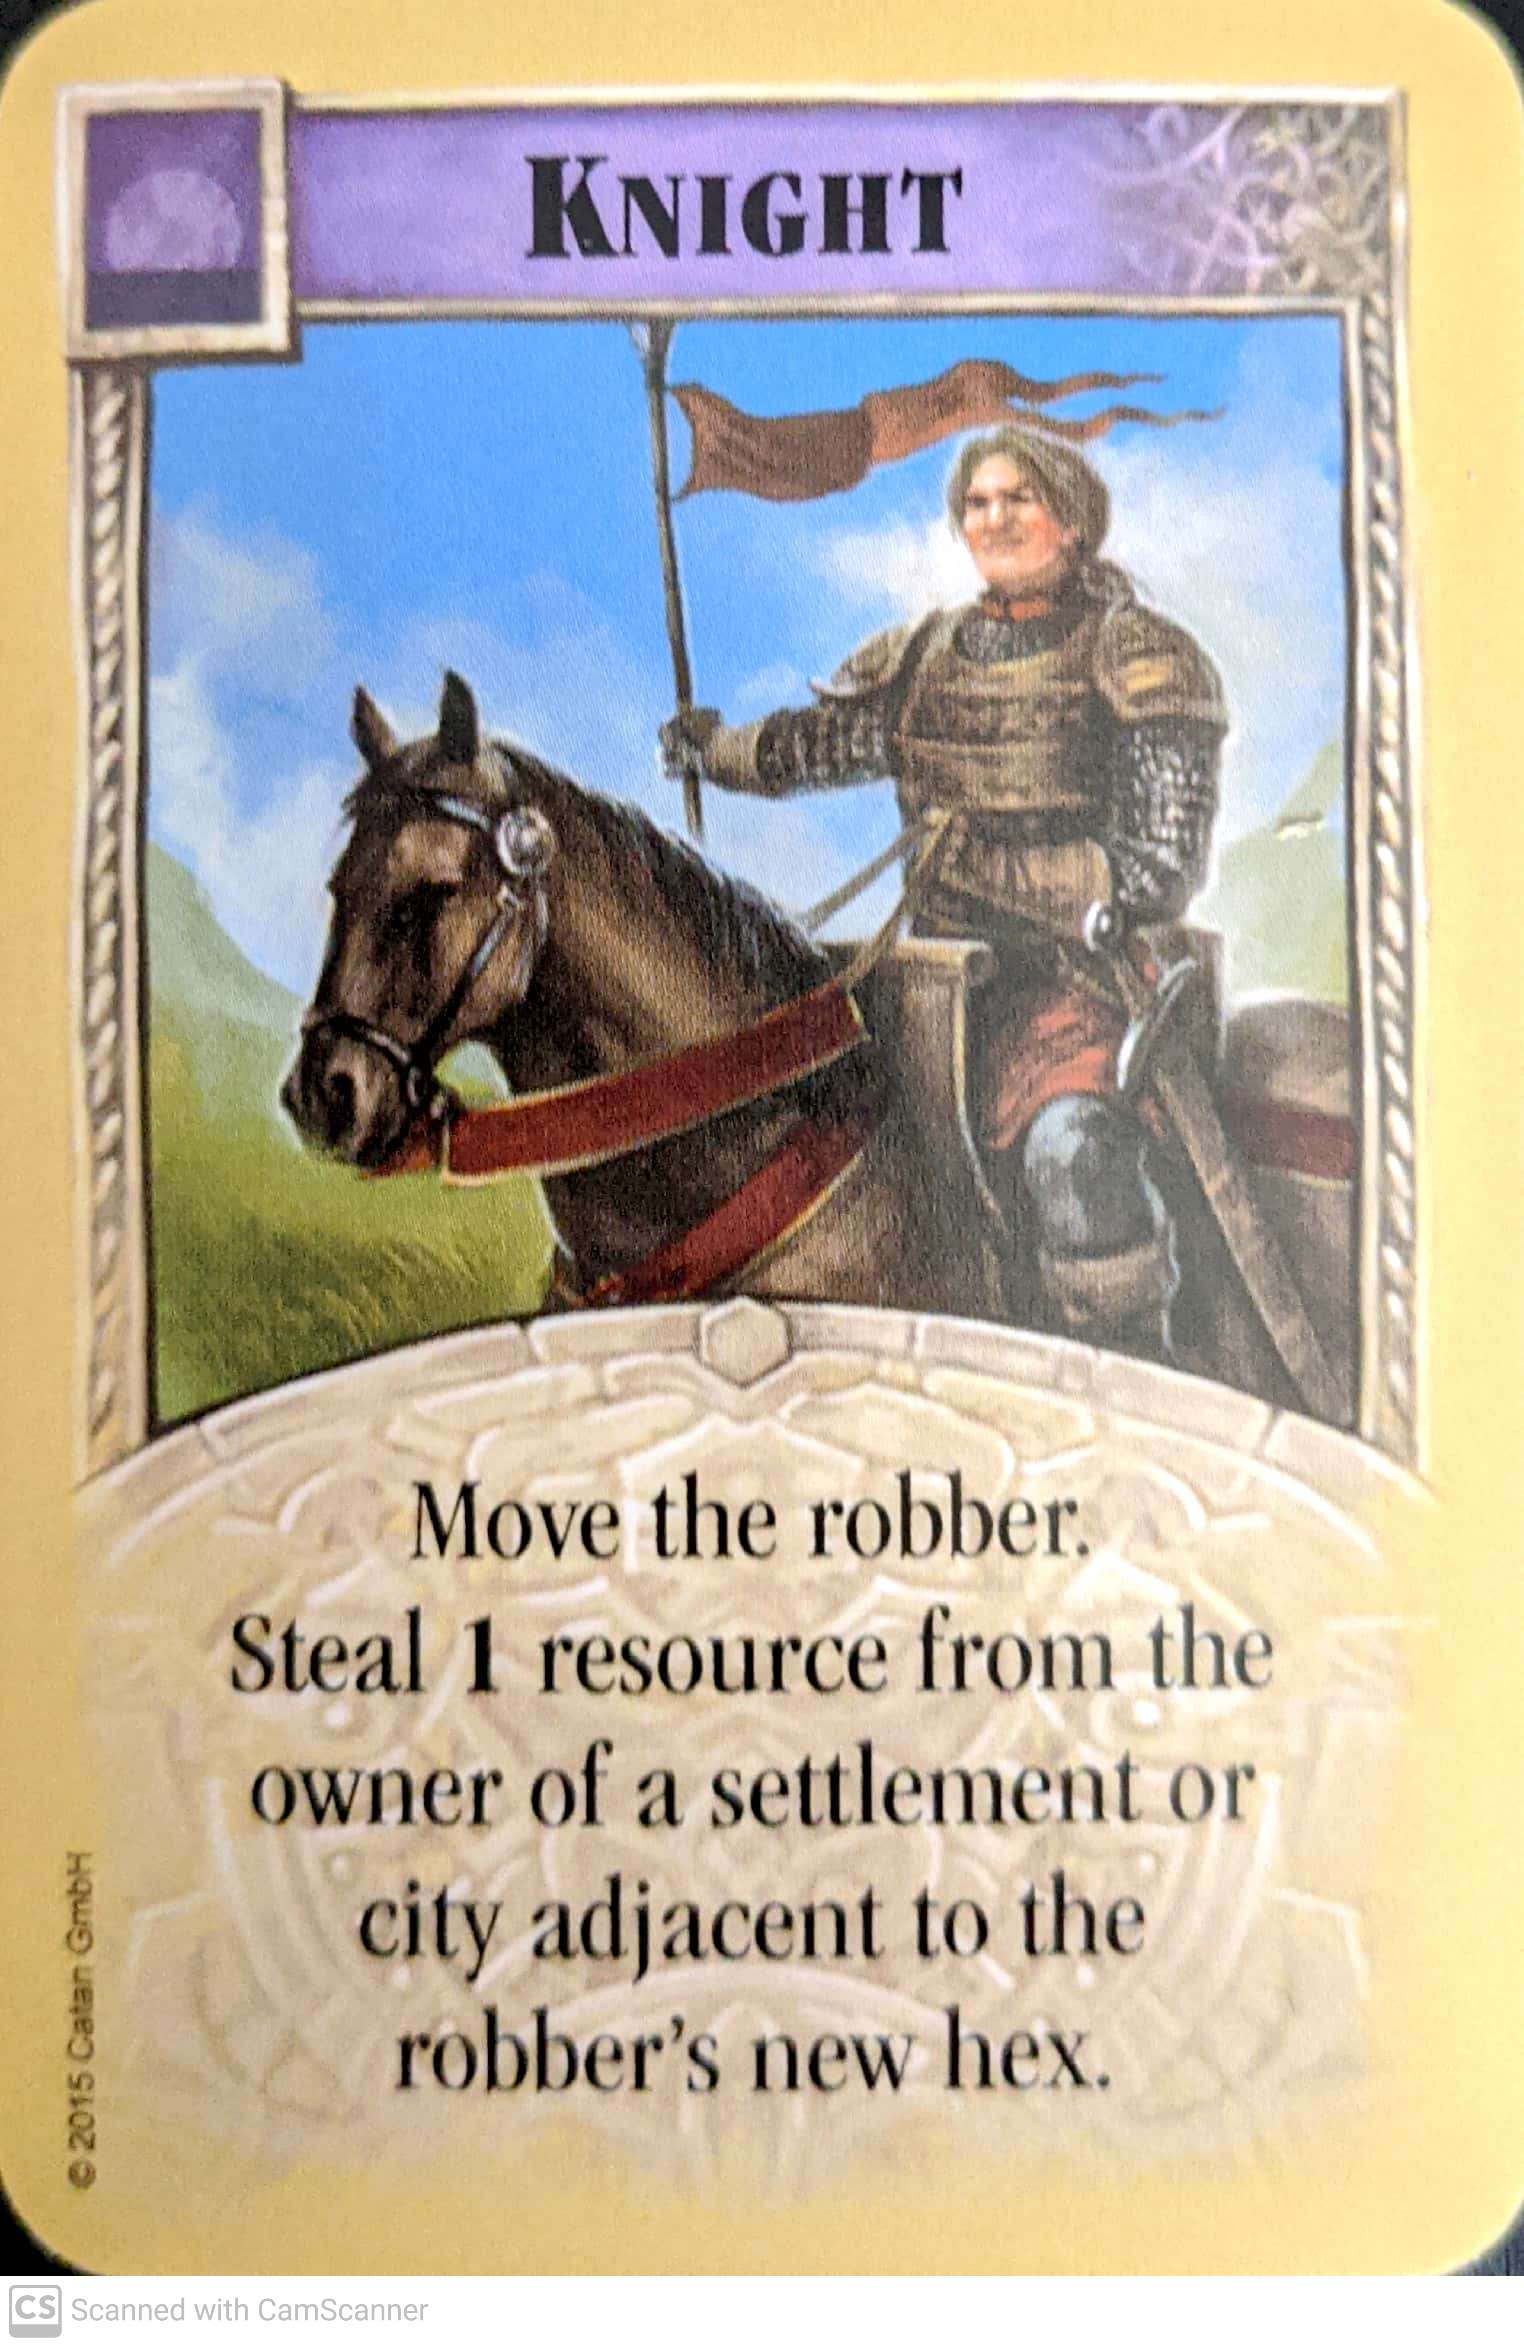 KNIGHT
Move the robber.
Steal 1 resource from the
owner of a settlement or
city adjacent to the
robber's new hex.
© 2015 Catan GmbH
CS Scanned with CamScanner